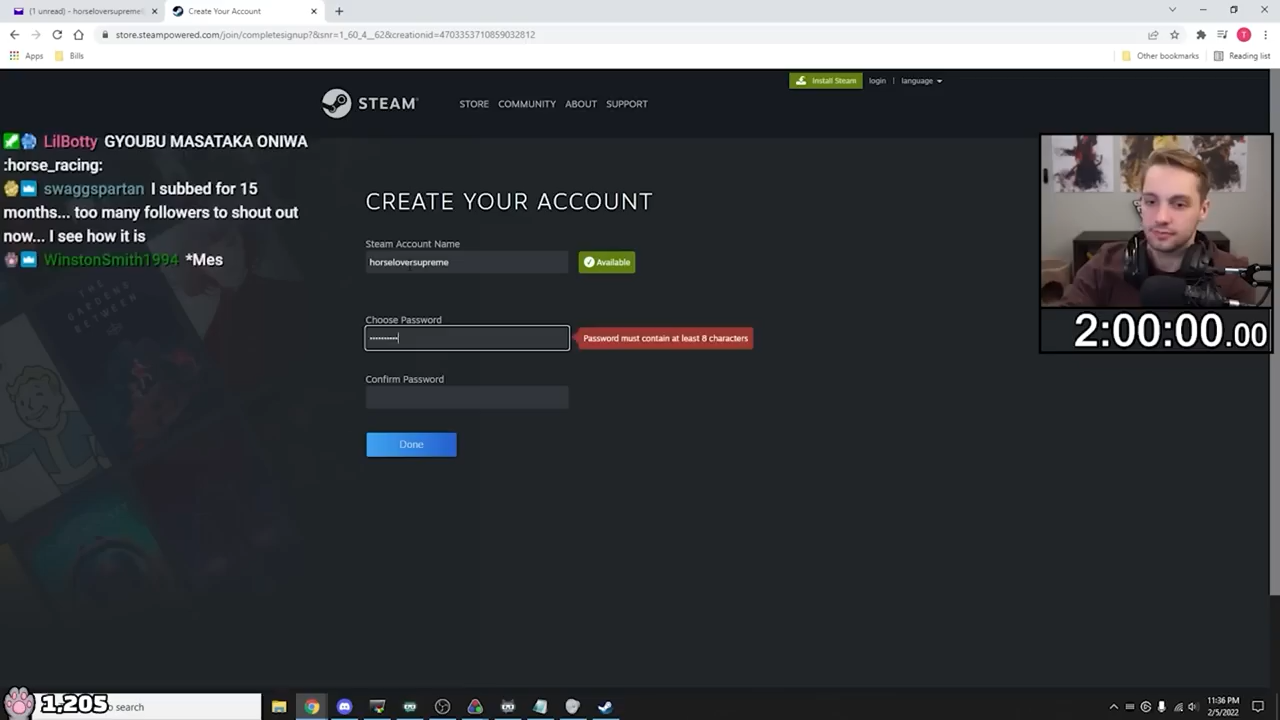 (1 unread) - horseloversupreme
Create Your Account
store.steampowered.com/join/completesignup?&snr=1_60_4__62&creationid=4703353710859032812
Apps
Bills
Other bookmarks
Reading list
T
Install Steam
login
language
STEAM®
STORE
COMMUNITY
ABOUT
SUPPORT
LilBotty GYOUBU MASATAKA ONIWA
:horse_racing:
swaggspartan I subbed for 15
months... too many followers to shout out
now... I see how it is
WinstonSmith1994 *Mes
THE
GARDENS
BETWEEN
CREATE YOUR ACCOUNT
Steam Account Name
horseloversupreme
Available
Choose Password
Password must contain at least 8 characters
Confirm Password
Done
2:00:00.00
1,205
o search
11:36 PM
2/5/2022